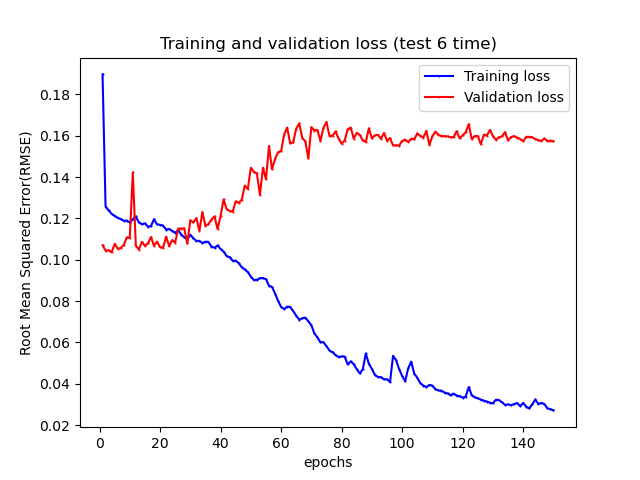 Training and validation loss (test 6 time)
Training loss
Validation loss
Root Mean Squared Error(RMSE)
0.18
0.16
0.14
0.12
0.10
0.08
0.06
0.04
0.02
0 20 40 60 80 100 120 140
epochs